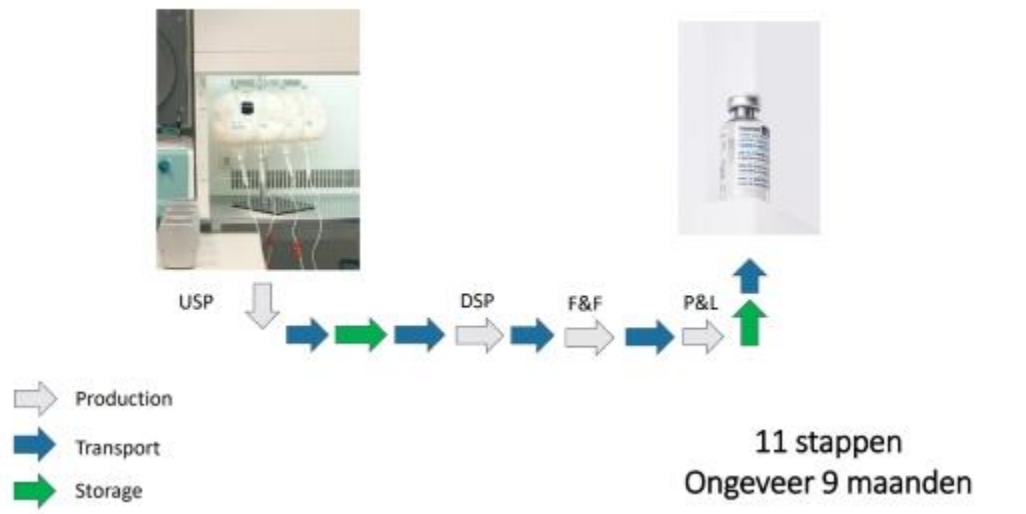 USP
DSP
F&F
P&L
Production
Transport
Storage
11 stappen
Ongeveer 9 maanden